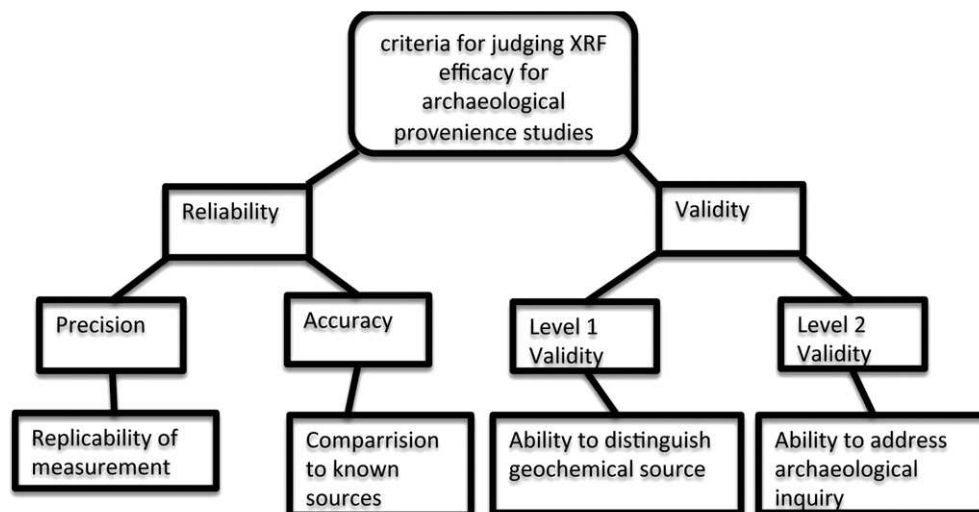 criteria for judging XRF
efficacy for
archaeological
provenience studies
Reliability
Validity
Precision
Accuracy
Level 1
Validity
Level 2
Validity
Replicability of
measurement
Comparrision
to known
sources
Ability to distinguish
geochemical source
Ability to address
archaeological
inquiry